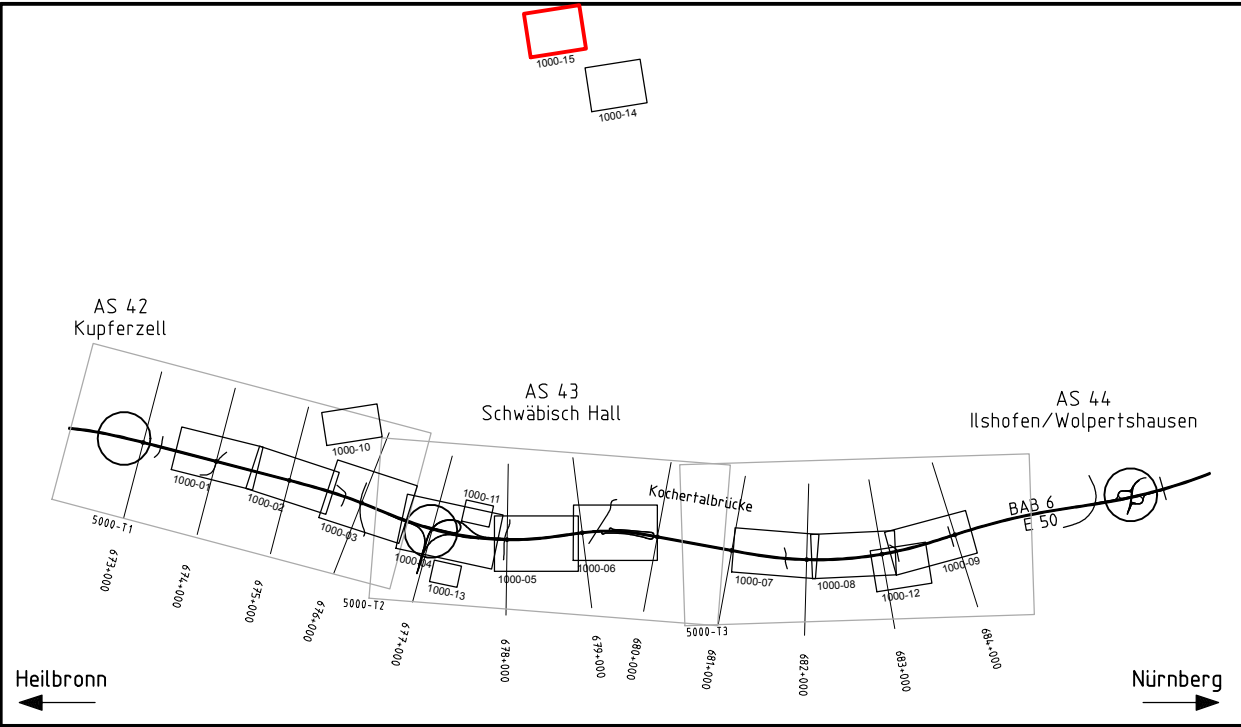 1000-15
1000-14
AS 42
Kupferzell
AS 43
Schwäbisch Hall
AS 44
Ilshofen/Wolpertshausen
1000-10
1000-01
1000-02
1000-03
1000-11
Kochertalbrücke
BAB 6
E 50
5000-T1
1000-04
1000-05
1000-06
1000-07
1000-08
1000-09
1000-13
1000-12
5000-T2
5000-T3
673+000
674+000
675+000
676+000
677+000
678+000
679+000
680+000
681+000
682+000
683+000
684+000
Heilbronn
Nürnberg